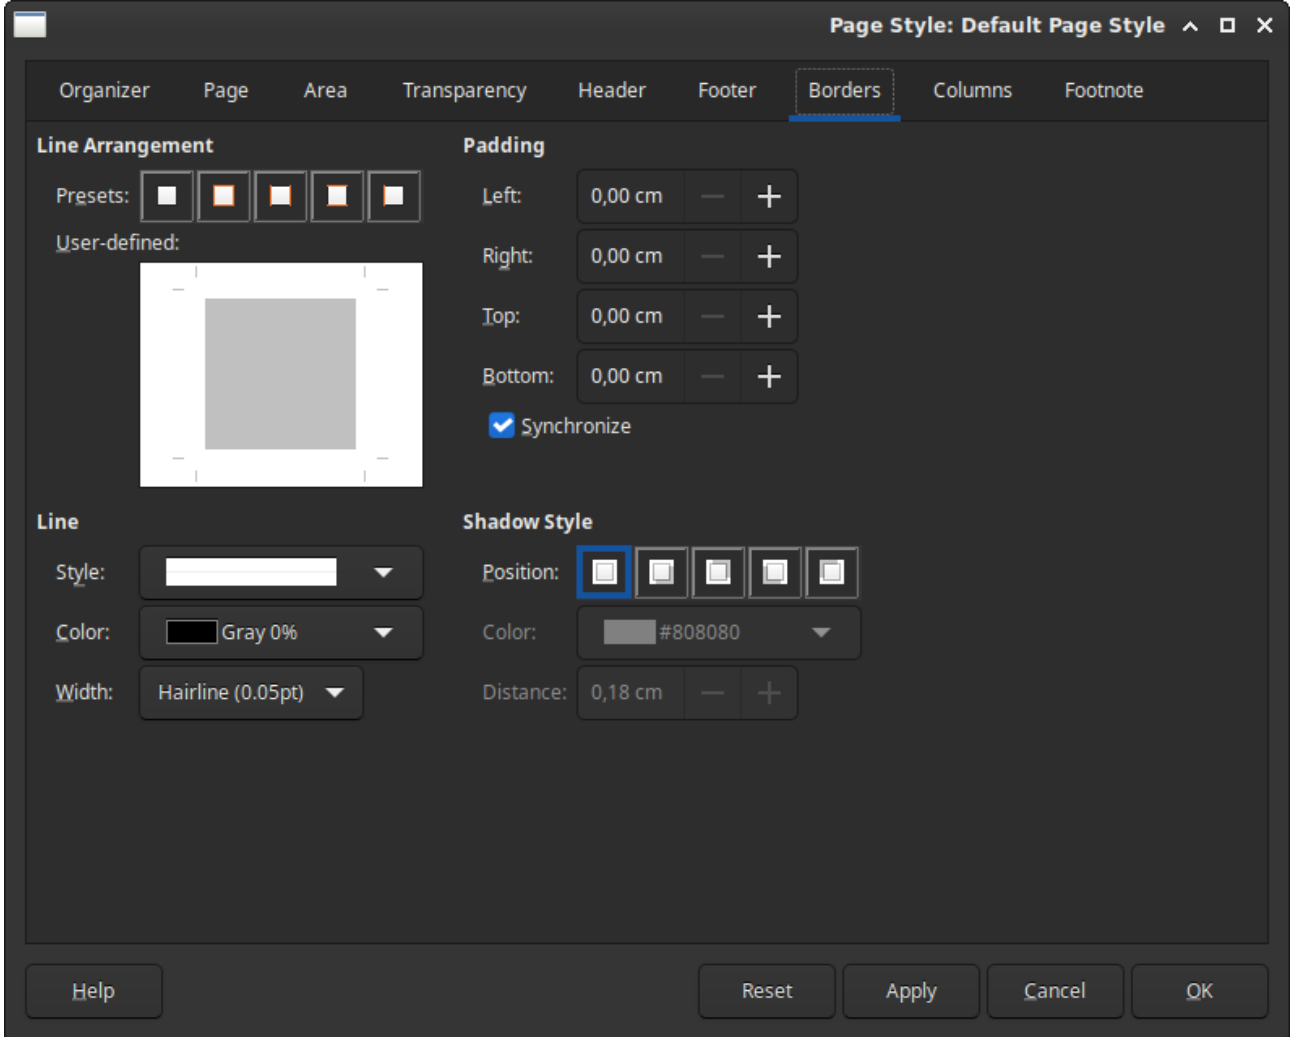 Page Style: Default Page Style
Organizer Page Area Transparency Header Footer Borders Columns Footnote
Line Arrangement
Presets:
User-defined:
Padding
Left: 0,00 cm
Right: 0,00 cm
Top: 0,00 cm
Bottom: 0,00 cm
Synchronize
Line
Style:
Color: Gray 0%
Width: Hairline (0.05pt)
Shadow Style
Position:
Color: #808080
Distance: 0,18 cm
Help Reset Apply Cancel OK